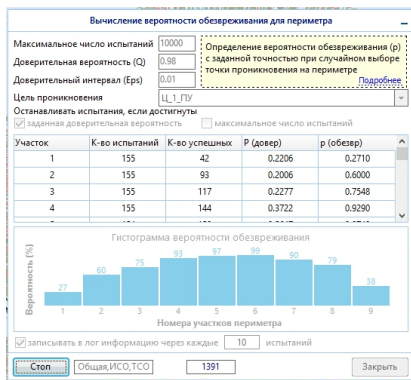 Вычисление вероятности обезвреживания для периметра
Максимальное число испытаний 10000
Доверительная вероятность (Q) 0.98
Доверительный интервал (Eps) 0.01
Определение вероятности обезвреживания (p)
с заданной точностью при случайном выборе
точки проникновения на периметре
Подробнее
Цель проникновения Ц_1_ПУ
Останавливать испытания, если достигнуты
заданная доверительная вероятность максимальное число испытаний
Участок К-во испытаний К-во успешных P (довер) p (обезвр)
1 155 42 0.2206 0.2710
2 155 93 0.2006 0.6000
3 155 117 0.2277 0.7548
4 155 144 0.3722 0.9290
Гистограмма вероятности обезвреживания
Вероятность (%)
27 60 75 93 97 99 90 79 38
1 2 3 4 5 6 7 8 9
Номера участков периметра
записывать в лог информацию через каждые 10 испытаний
Стоп Общая,ИСО,ТСО 1391 Закрыть